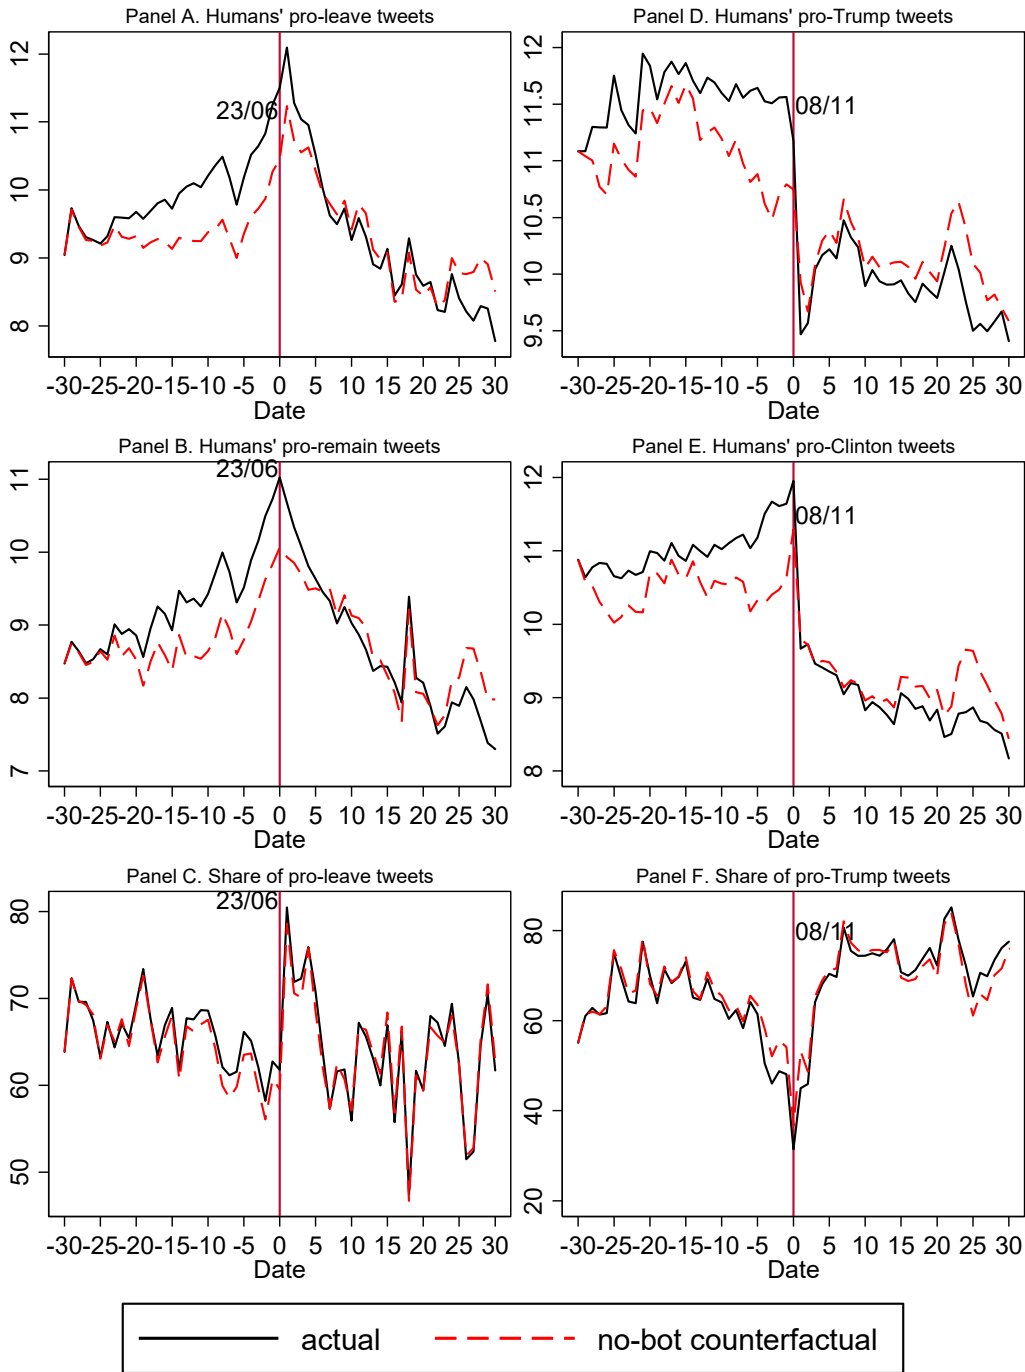 Panel A. Humans' pro-leave tweets
12
11
10
9
8
23/06
-30 -25 -20 -15 -10 -5 0 5 10 15 20 25 30
Date
Panel D. Humans' pro-Trump tweets
12
11.5
11
10.5
10
9.5
08/11
-30 -25 -20 -15 -10 -5 0 5 10 15 20 25 30
Date
Panel B. Humans' pro-remain tweets
11
10
9
8
7
23/06
-30 -25 -20 -15 -10 -5 0 5 10 15 20 25 30
Date
Panel E. Humans' pro-Clinton tweets
12
11
10
9
8
08/11
-30 -25 -20 -15 -10 -5 0 5 10 15 20 25 30
Date
Panel C. Share of pro-leave tweets
80
70
60
50
23/06
-30 -25 -20 -15 -10 -5 0 5 10 15 20 25 30
Date
Panel F. Share of pro-Trump tweets
80
60
40
20
08/11
-30 -25 -20 -15 -10 -5 0 5 10 15 20 25 30
Date
actual
no-bot counterfactual